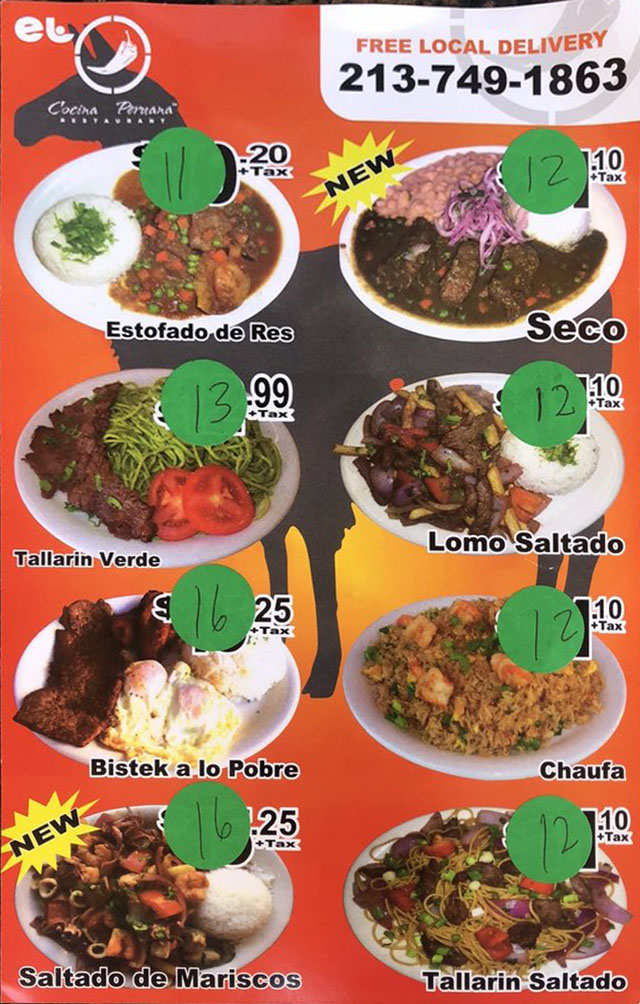 EL
Cocina Peruana™
RESTAURANT
FREE LOCAL DELIVERY
213-749-1863
11 .20
+Tax
Estofado de Res
NEW
12 .10
+Tax
Seco
13 .99
+Tax
Tallarin Verde
12 .10
+Tax
Lomo Saltado
$ 16 25
+Tax
Bistek a lo Pobre
12 .10
+Tax
Chaufa
NEW
16 .25
+Tax
Saltado de Mariscos
12 .10
+Tax
Tallarin Saltado